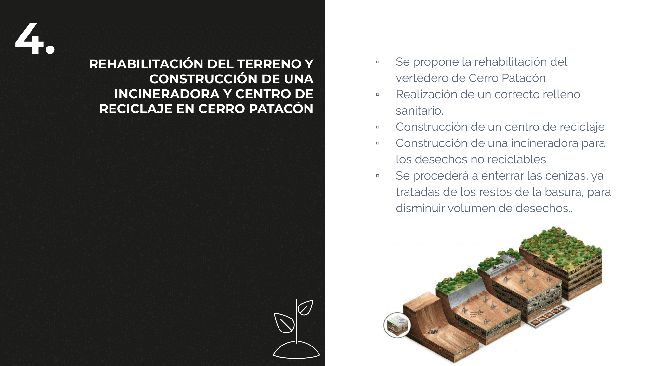 4.
REHABILITACIÓN DEL TERRENO Y
CONSTRUCCIÓN DE UNA
INCINERADORA Y CENTRO DE
RECICLAJE EN CERRO PATACÓN
▫ Se propone la rehabilitación del
vertedero de Cerro Patacón
▫ Realización de un correcto relleno
sanitario.
▫ Construcción de un centro de reciclaje
▫ Construcción de una incineradora para
los desechos no reciclables
▫ Se procederá a enterrar las cenizas, ya
tratadas de los restos de la basura, para
disminuir volumen de desechos..